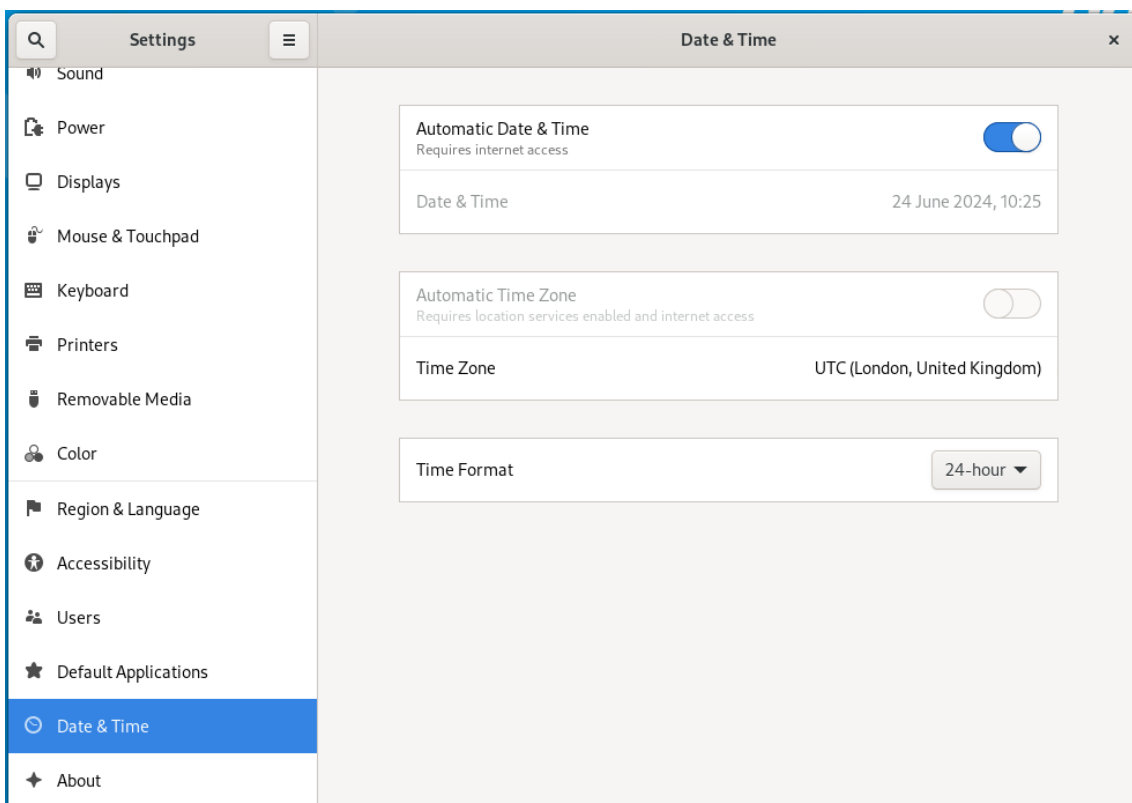 Settings
Date & Time
Sound
Power
Displays
Mouse & Touchpad
Keyboard
Printers
Removable Media
Color
Region & Language
Accessibility
Users
Default Applications
Date & Time
About
Automatic Date & Time
Requires internet access
Date & Time 24 June 2024, 10:25
Automatic Time Zone
Requires location services enabled and internet access
Time Zone UTC (London, United Kingdom)
Time Format 24-hour